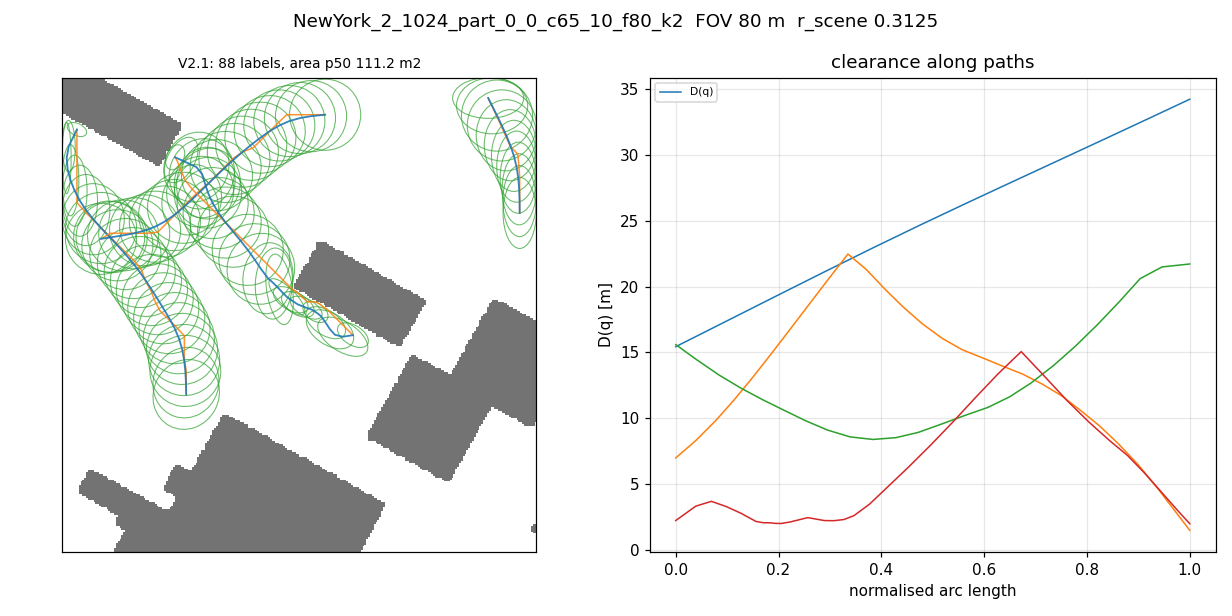 NewYork_2_1024_part_0_0_c65_10_f80_k2  FOV 80 m  r_scene 0.3125
V2.1: 88 labels, area p50 111.2 m2
clearance along paths
D(q)
35
30
25
20
15
10
5
0
D(q) [m]
0.0 0.2 0.4 0.6 0.8 1.0
normalised arc length